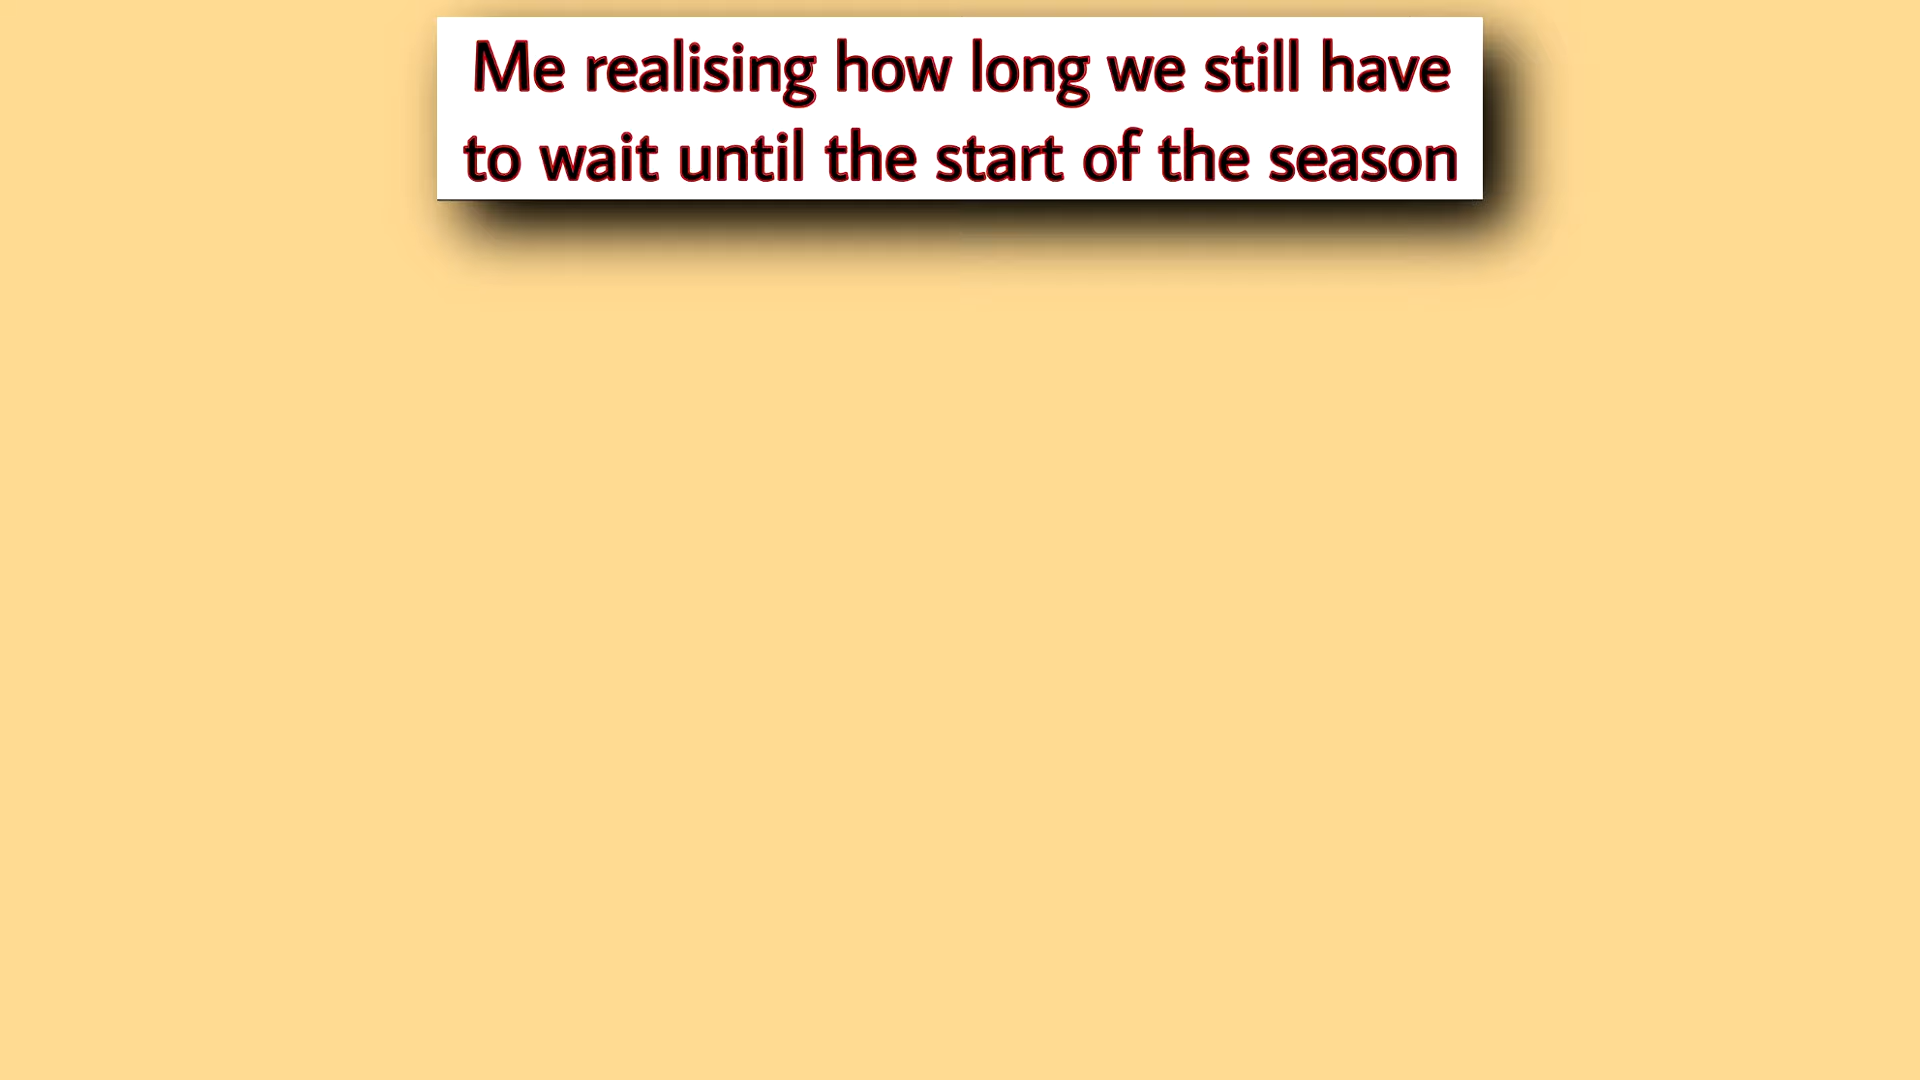 Me realising how long we still have
to wait until the start of the season